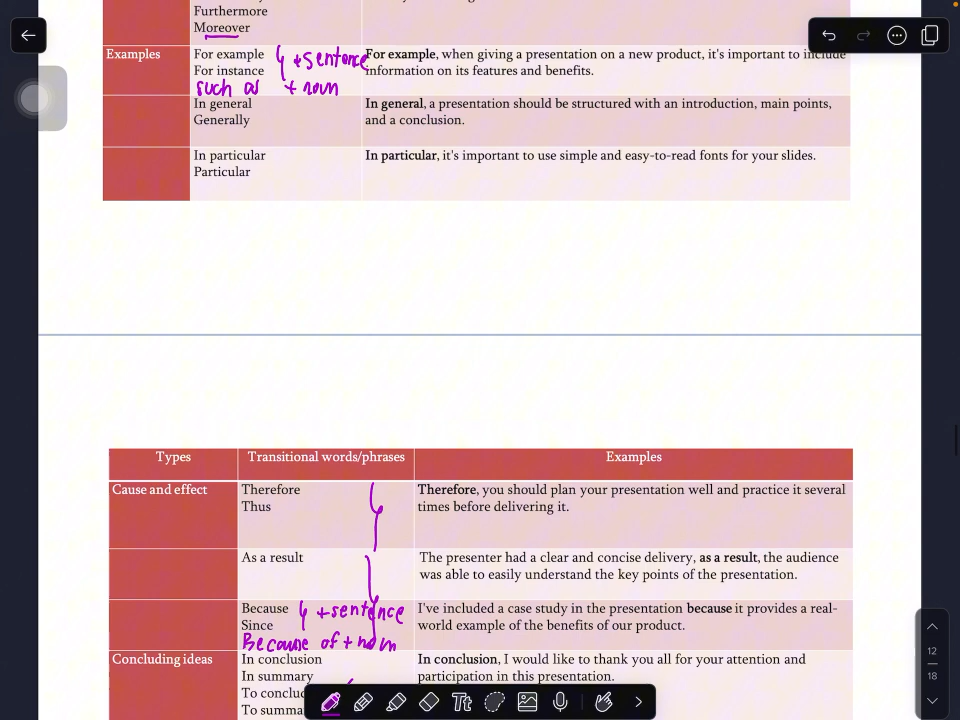 Furthermore
Moreover
Examples
For example
For instance
+ sentence
such as + noun
For example, when giving a presentation on a new product, it's important to include
information on its features and benefits.
In general
Generally
In general, a presentation should be structured with an introduction, main points,
and a conclusion.
In particular
Particular
In particular, it's important to use simple and easy-to-read fonts for your slides.
Types
Transitional words/phrases
Examples
Cause and effect
Therefore
Thus
Therefore, you should plan your presentation well and practice it several
times before delivering it.
As a result
The presenter had a clear and concise delivery, as a result, the audience
was able to easily understand the key points of the presentation.
Because
Since
+ sentence
Because of + noun
I've included a case study in the presentation because it provides a real-
world example of the benefits of our product.
Concluding ideas
In conclusion
In summary
In conclusion, I would like to thank you all for your attention and
participation in this presentation.
Tt
12
18